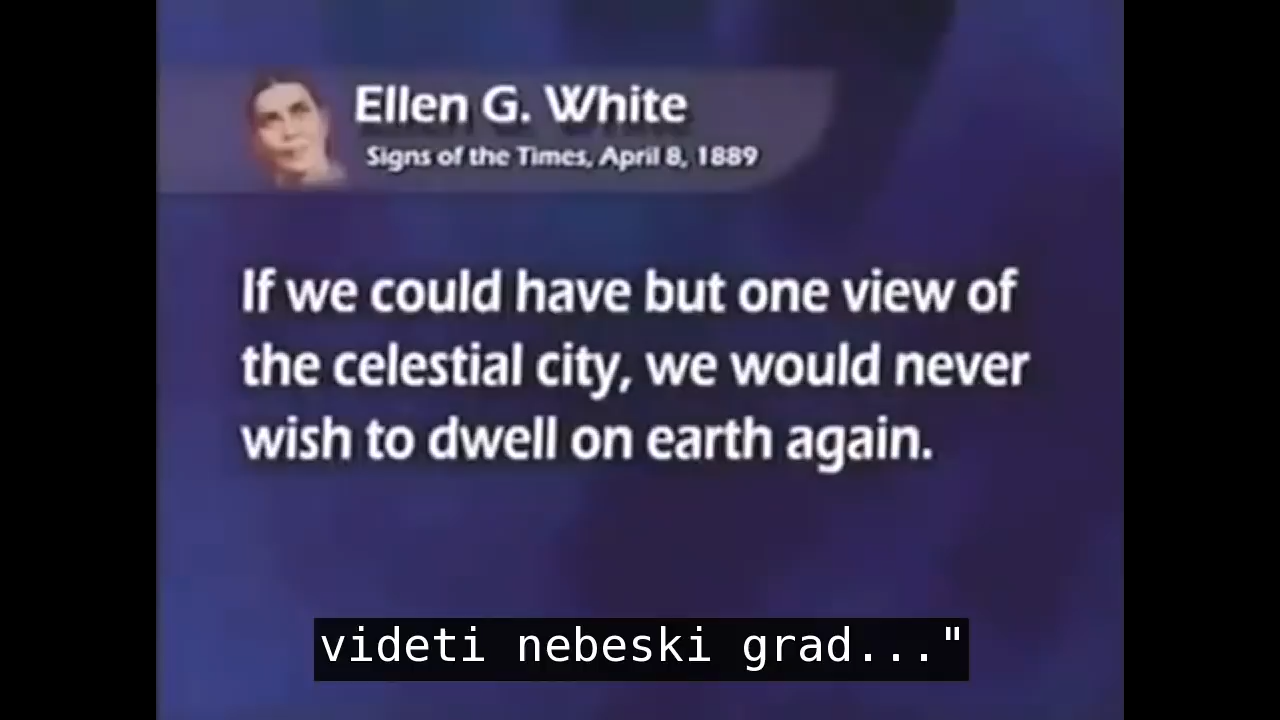 Ellen G. White
Signs of the Times, April 8, 1889
If we could have but one view of
the celestial city, we would never
wish to dwell on earth again.
videti nebeski grad..."